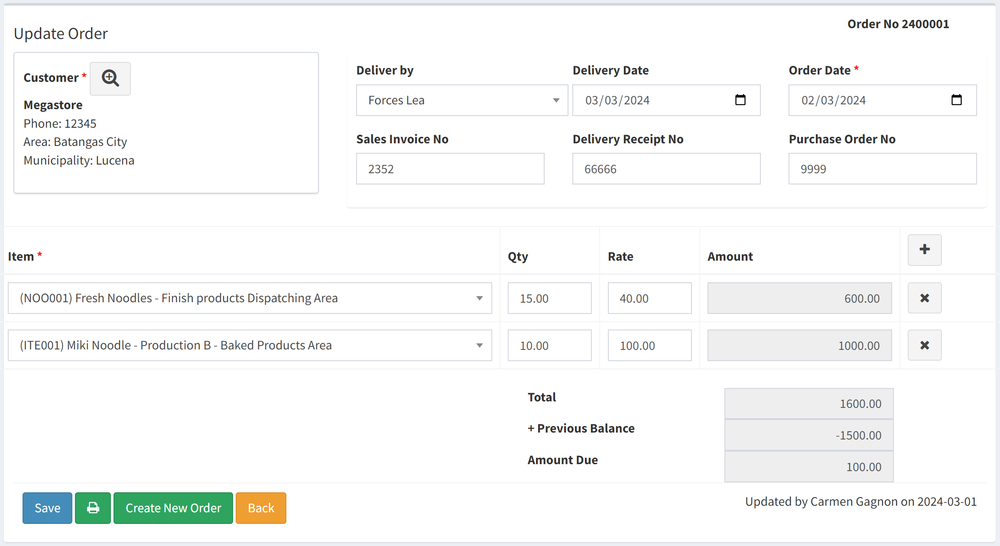 Order No 2400001
Update Order
Customer *
Megastore
Phone: 12345
Area: Batangas City
Municipality: Lucena
Deliver by
Delivery Date
Order Date *
Forces Lea
03/03/2024
02/03/2024
Sales Invoice No
Delivery Receipt No
Purchase Order No
2352
66666
9999
Item *
Qty
Rate
Amount
(NOO001) Fresh Noodles - Finish products Dispatching Area
15.00
40.00
600.00
(ITE001) Miki Noodle - Production B - Baked Products Area
10.00
100.00
1000.00
Total
1600.00
+ Previous Balance
-1500.00
Amount Due
100.00
Save
Create New Order
Back
Updated by Carmen Gagnon on 2024-03-01